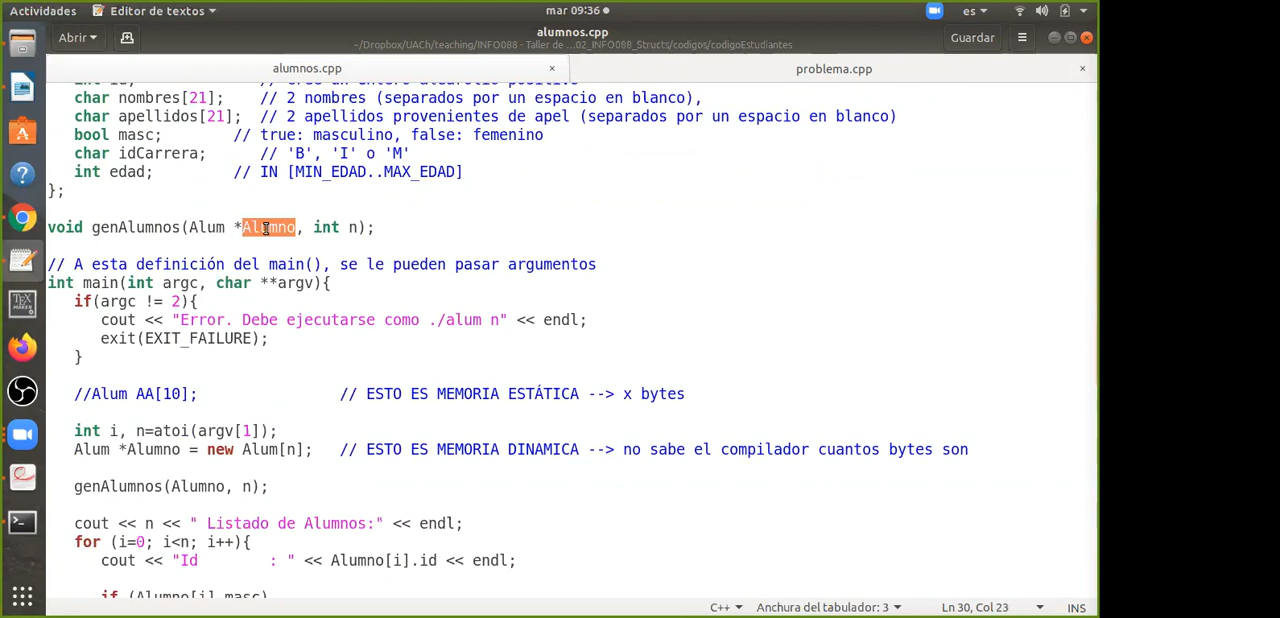 Actividades
Editor de textos
mar 09:36
es
Abrir
alumnos.cpp
~/Dropbox/UACh/teaching/INFO088 - Taller de ...02_INFO088_Structs/codigos/codigoEstudiantes
Guardar
alumnos.cpp
problema.cpp
char nombres[21]; // 2 nombres (separados por un espacio en blanco),
char apellidos[21]; // 2 apellidos provenientes de apel (separados por un espacio en blanco)
bool masc; // true: masculino, false: femenino
char idCarrera; // 'B', 'I' o 'M'
int edad; // IN [MIN_EDAD..MAX_EDAD]
};
void genAlumnos(Alum *Alumno, int n);
// A esta definición del main(), se le pueden pasar argumentos
int main(int argc, char **argv){
if(argc != 2){
cout << "Error. Debe ejecutarse como ./alum n" << endl;
exit(EXIT_FAILURE);
}
//Alum AA[10]; // ESTO ES MEMORIA ESTÁTICA --> x bytes
int i, n=atoi(argv[1]);
Alum *Alumno = new Alum[n]; // ESTO ES MEMORIA DINAMICA --> no sabe el compilador cuantos bytes son
genAlumnos(Alumno, n);
cout << n << " Listado de Alumnos:" << endl;
for (i=0; i<n; i++){
cout << "Id : " << Alumno[i].id << endl;
if (Alumno[i].masc)
C++
Anchura del tabulador: 3
Ln 30, Col 23
INS